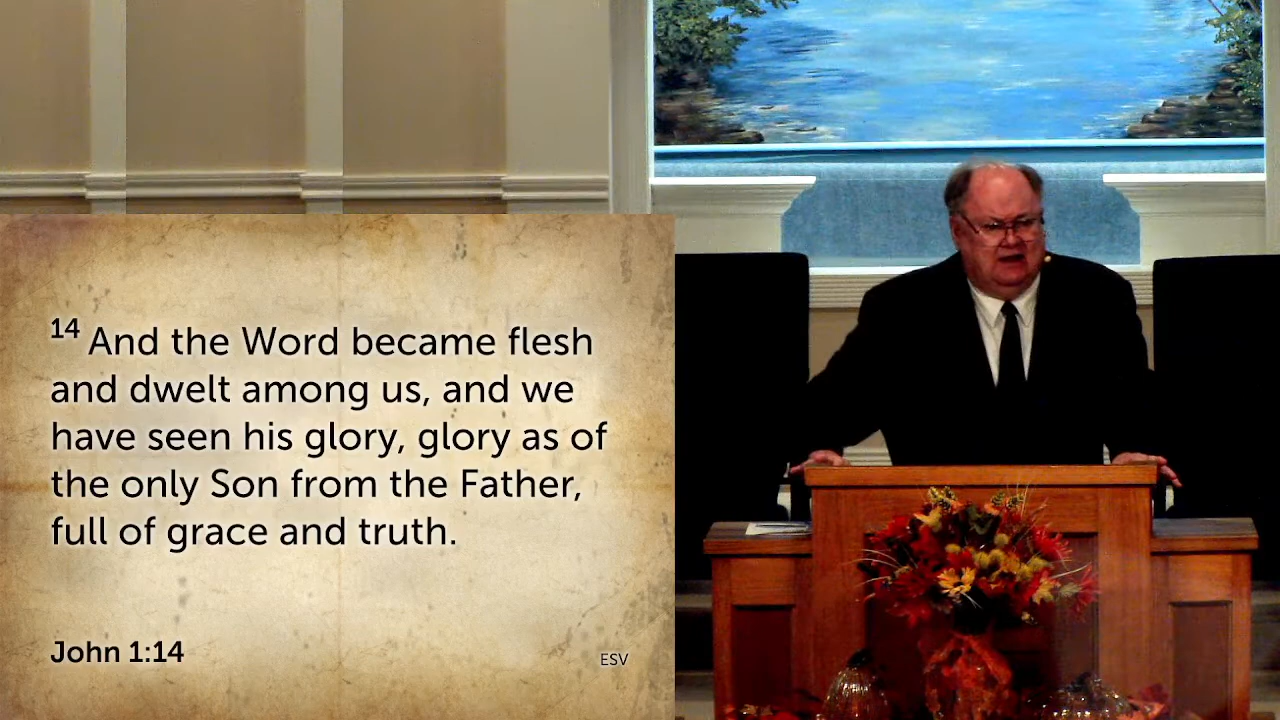 14 And the Word became flesh
and dwelt among us, and we
have seen his glory, glory as of
the only Son from the Father,
full of grace and truth.
John 1:14
ESV